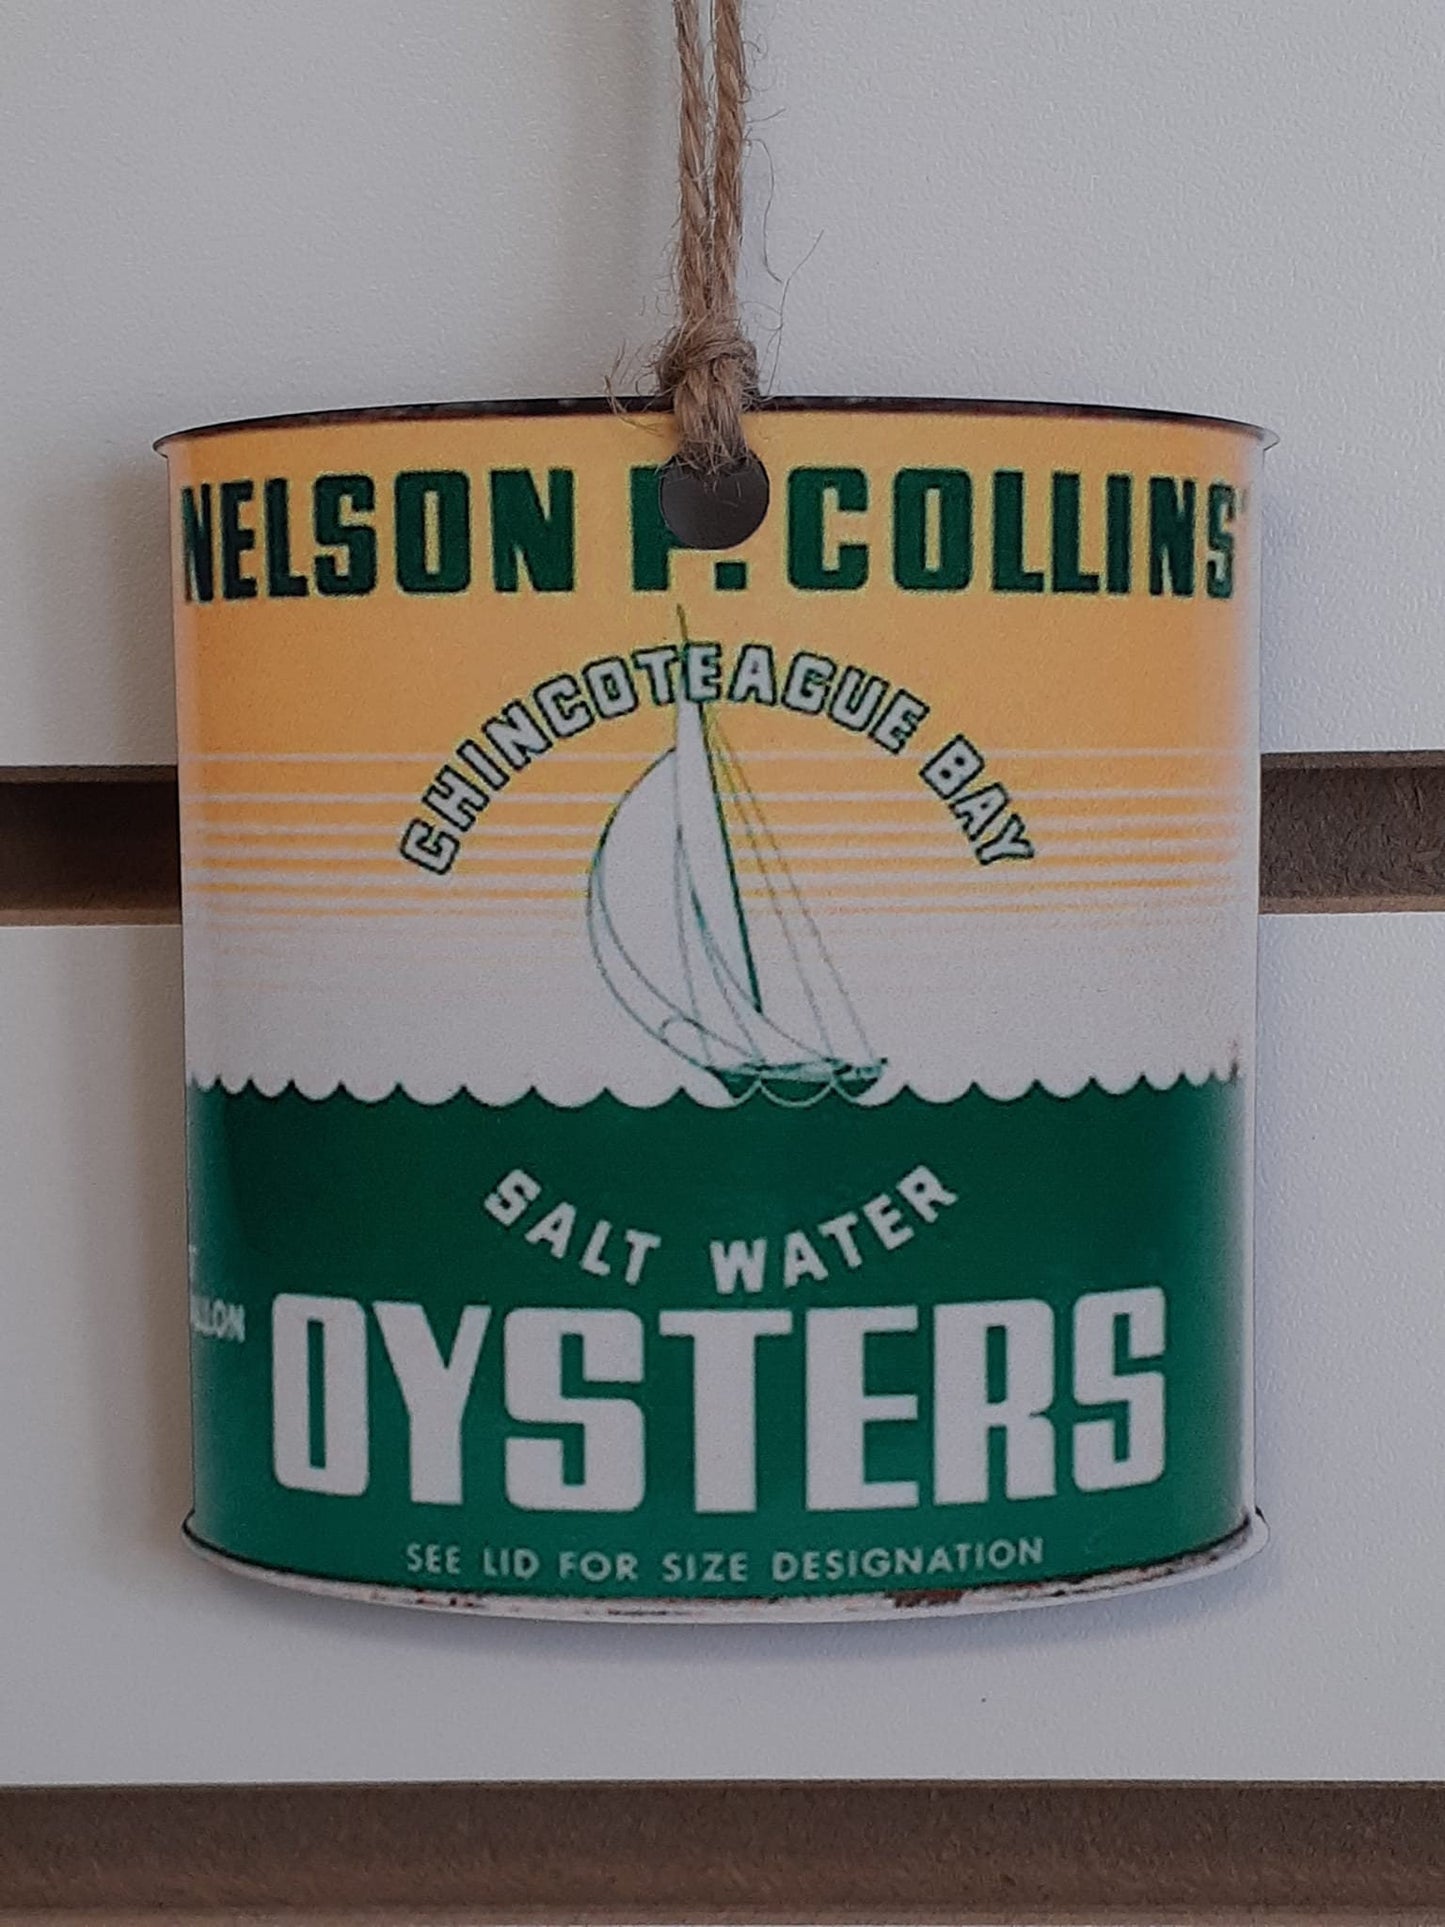 NELSON P. COLLINS'
CHINCOTEAGUE BAY
SALT WATER
OYSTERS
SEE LID FOR SIZE DESIGNATION